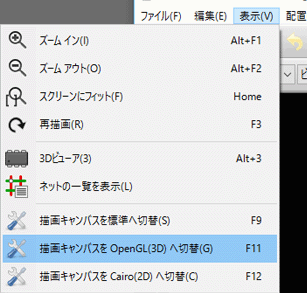 ファイル(F) 編集(E) 表示(V) 配置
ズーム イン(I) Alt+F1
ズーム アウト(O) Alt+F2
スクリーンにフィット(F) Home
再描画(R) F3
3Dビューア(3) Alt+3
ネットの一覧を表示(L)
描画キャンバスを標準へ切替(S) F9
描画キャンバスを OpenGL(3D) へ切替(G) F11
描画キャンバスを Cairo(2D) へ切替(C) F12